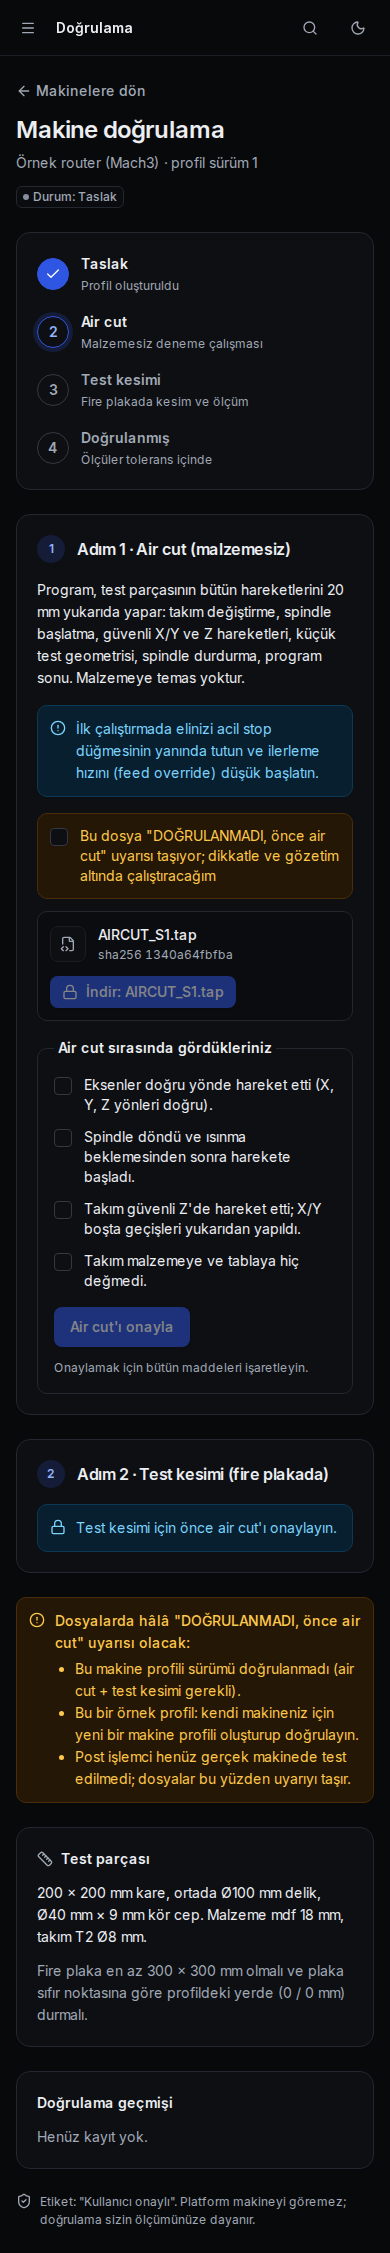 Doğrulama
Makinelere dön
Makine doğrulama
Örnek router (Mach3) · profil sürüm 1
Durum: Taslak
Taslak
Profil oluşturuldu
2
Air cut
Malzemesiz deneme çalışması
3
Test kesimi
Fire plakada kesim ve ölçüm
4
Doğrulanmış
Ölçüler tolerans içinde
1
Adım 1 · Air cut (malzemesiz)
Program, test parçasının bütün hareketlerini 20
mm yukarıda yapar: takım değiştirme, spindle
başlatma, güvenli X/Y ve Z hareketleri, küçük
test geometrisi, spindle durdurma, program
sonu. Malzemeye temas yoktur.
İlk çalıştırmada elinizi acil stop
düğmesinin yanında tutun ve ilerleme
hızını (feed override) düşük başlatın.
Bu dosya "DOĞRULANMADI, önce air
cut" uyarısı taşıyor; dikkatle ve gözetim
altında çalıştıracağım
AIRCUT_S1.tap
sha256 1340a64fbfba
İndir: AIRCUT_S1.tap
Air cut sırasında gördükleriniz
Eksenler doğru yönde hareket etti (X,
Y, Z yönleri doğru).
Spindle döndü ve ısınma
beklemesinden sonra harekete
başladı.
Takım güvenli Z'de hareket etti; X/Y
boşta geçişleri yukarıdan yapıldı.
Takım malzemeye ve tablaya hiç
değmedi.
Air cut'ı onayla
Onaylamak için bütün maddeleri işaretleyin.
2
Adım 2 · Test kesimi (fire plakada)
Test kesimi için önce air cut'ı onaylayın.
Dosyalarda hâlâ "DOĞRULANMADI, önce air
cut" uyarısı olacak:
• Bu makine profili sürümü doğrulanmadı (air
cut + test kesimi gerekli).
• Bu bir örnek profil: kendi makineniz için
yeni bir makine profili oluşturup doğrulayın.
• Post işlemci henüz gerçek makinede test
edilmedi; dosyalar bu yüzden uyarıyı taşır.
Test parçası
200 × 200 mm kare, ortada Ø100 mm delik,
Ø40 mm × 9 mm kör cep. Malzeme mdf 18 mm,
takım T2 Ø8 mm.
Fire plaka en az 300 × 300 mm olmalı ve plaka
sıfır noktasına göre profildeki yerde (0 / 0 mm)
durmalı.
Doğrulama geçmişi
Henüz kayıt yok.
Etiket: "Kullanıcı onaylı". Platform makineyi göremez;
doğrulama sizin ölçümünüze dayanır.